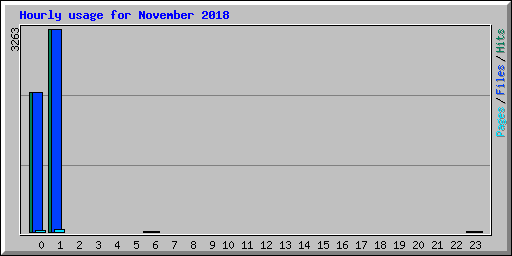 Hourly usage for November 2018
3263
Pages/Files/Hits
0 1 2 3 4 5 6 7 8 9 10 11 12 13 14 15 16 17 18 19 20 21 22 23